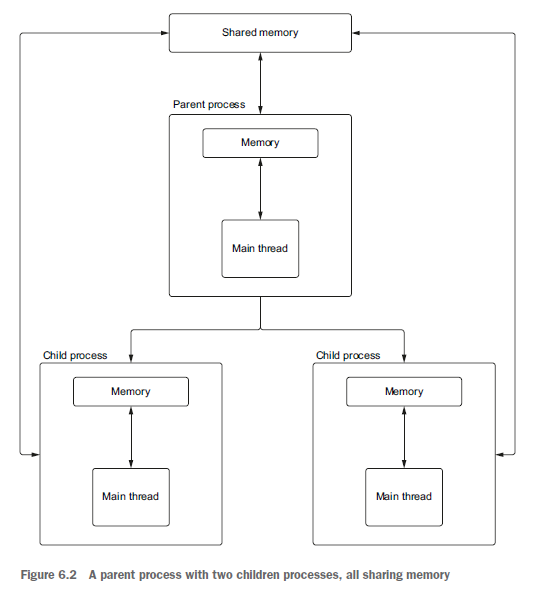 Shared memory
Parent process
Memory
Main thread
Child process
Child process
Memory
Memory
Main thread
Main thread
Figure 6.2 A parent process with two children processes, all sharing memory